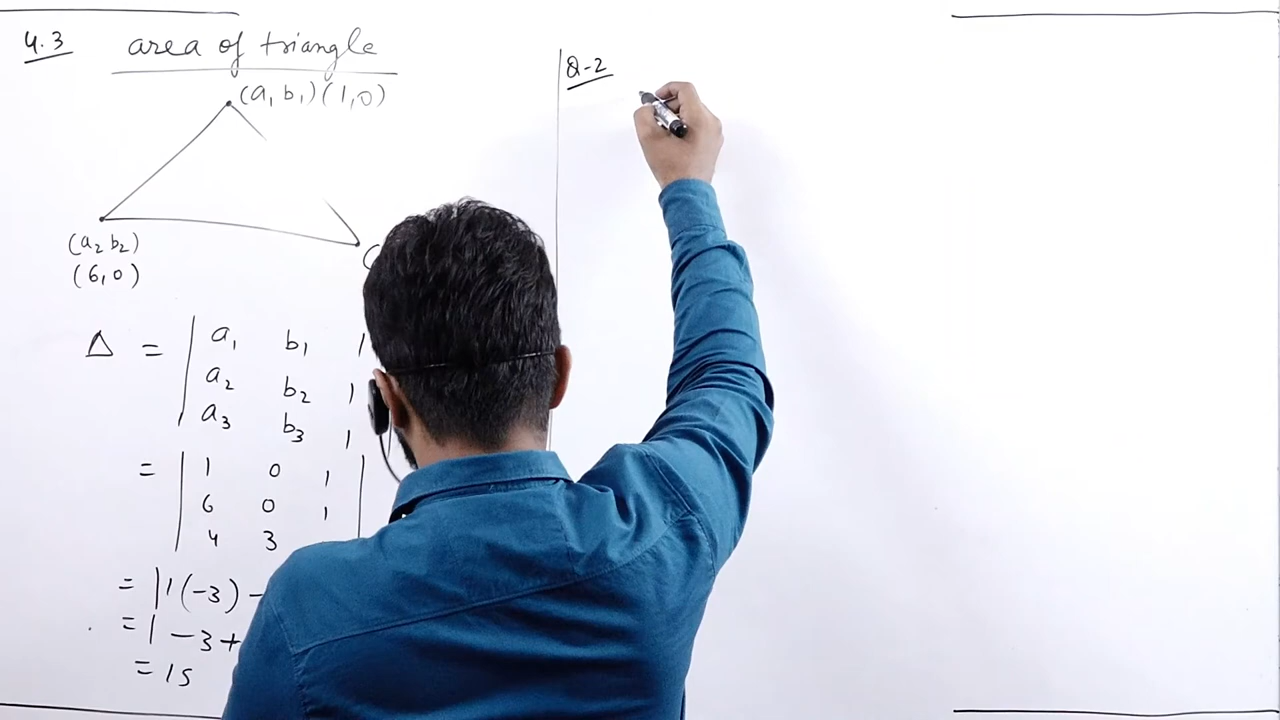 4.3 area of triangle
(a₁ b₁) (1,0)
(a₂ b₂)
(6,0)
(
Δ = | a₁ b₁ 1
a₂ b₂ 1
a₃ b₃ 1
= | 1 0 1 |
6 0 1
4 3
= |1(-3) -
= | -3+
= 15
Q-2